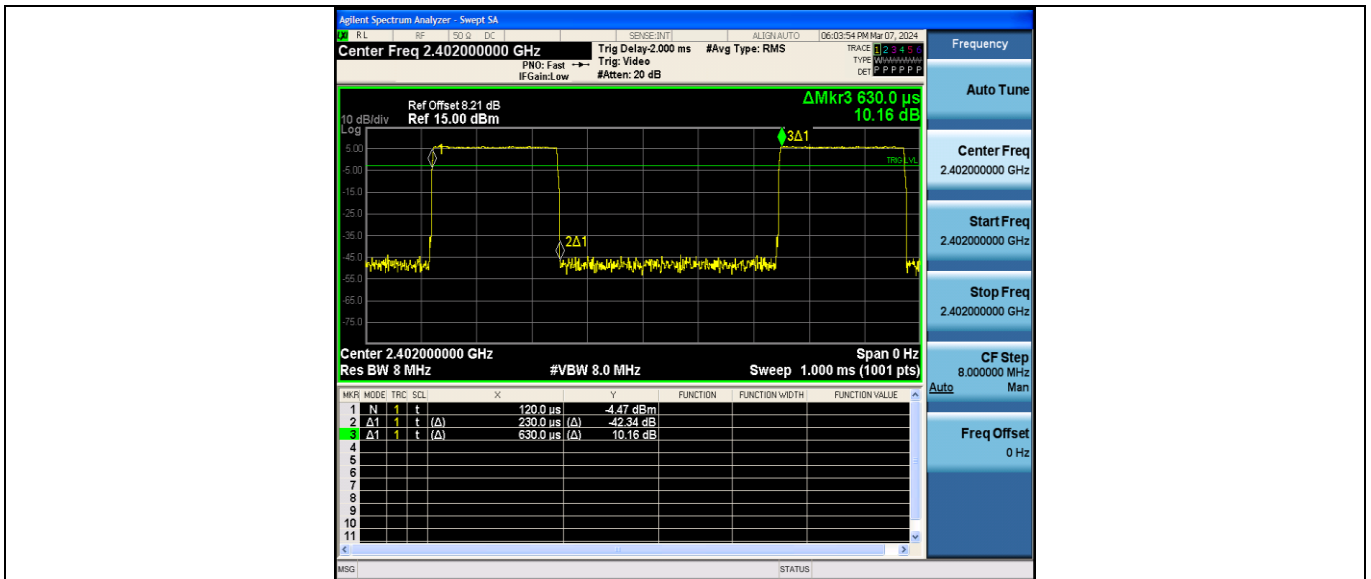 Agilent Spectrum Analyzer - Swept SA
LXI RL RF 50 Ω DC SENSE:INT ALIGNAUTO 06:03:54 PM Mar 07, 2024
Center Freq 2.402000000 GHz
PNO: Fast
IFGain:Low
Trig Delay-2.000 ms
Trig: Video
#Atten: 20 dB
#Avg Type: RMS
TRACE 1 2 3 4 5 6
TYPE W
DET P P P P P P
ΔMkr3 630.0 µs
10.16 dB
Ref Offset 8.21 dB
10 dB/div Ref 15.00 dBm
Log
3Δ1
5.00
1
TRIG LVL
-5.00
-15.0
-25.0
-35.0
2Δ1
-45.0
-55.0
-65.0
-75.0
Center 2.402000000 GHz Span 0 Hz
Res BW 8 MHz #VBW 8.0 MHz Sweep 1.000 ms (1001 pts)
MKR MODE TRC SCL X Y FUNCTION FUNCTION WIDTH FUNCTION VALUE
1 N 1 t 120.0 µs -4.47 dBm
2 Δ1 1 t (Δ) 230.0 µs (Δ) -42.34 dB
3 Δ1 1 t (Δ) 630.0 µs (Δ) 10.16 dB
4
5
6
7
8
9
10
11
MSG STATUS
Frequency
Auto Tune
Center Freq
2.402000000 GHz
Start Freq
2.402000000 GHz
Stop Freq
2.402000000 GHz
CF Step
8.000000 MHz
Auto Man
Freq Offset
0 Hz